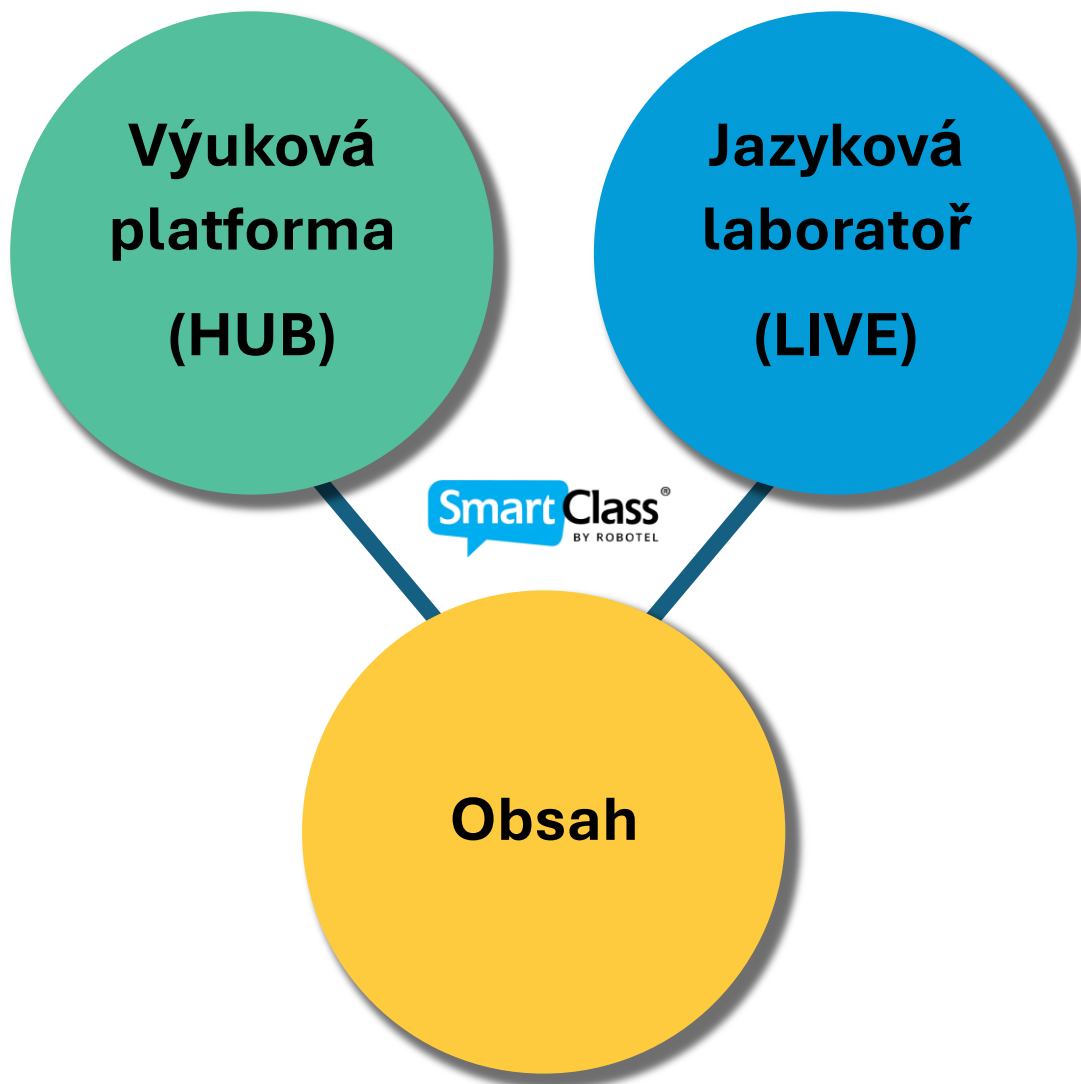 Výuková
platforma
(HUB)
Jazyková
laboratoř
(LIVE)
SmartClass®
BY ROBOTEL
Obsah